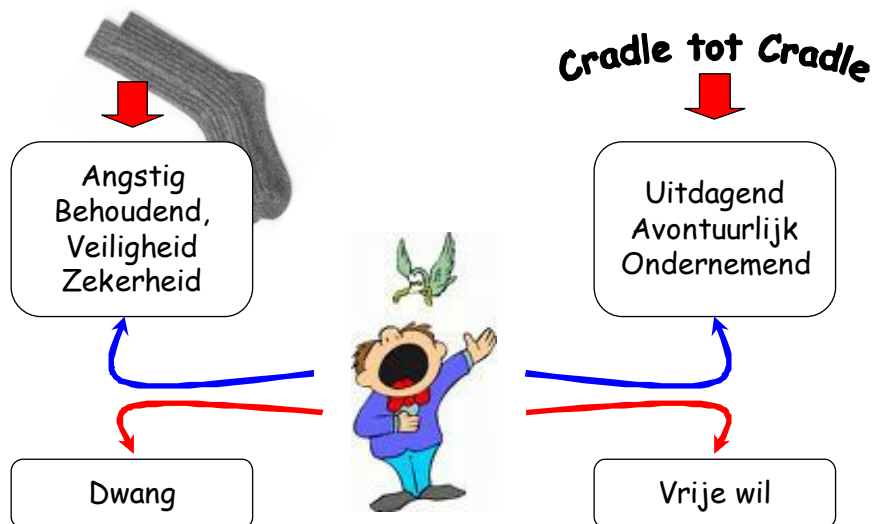 Cradle tot Cradle
Angstig
Behoudend,
Veiligheid
Zekerheid
Uitdagend
Avontuurlijk
Ondernemend
Dwang
Vrije wil